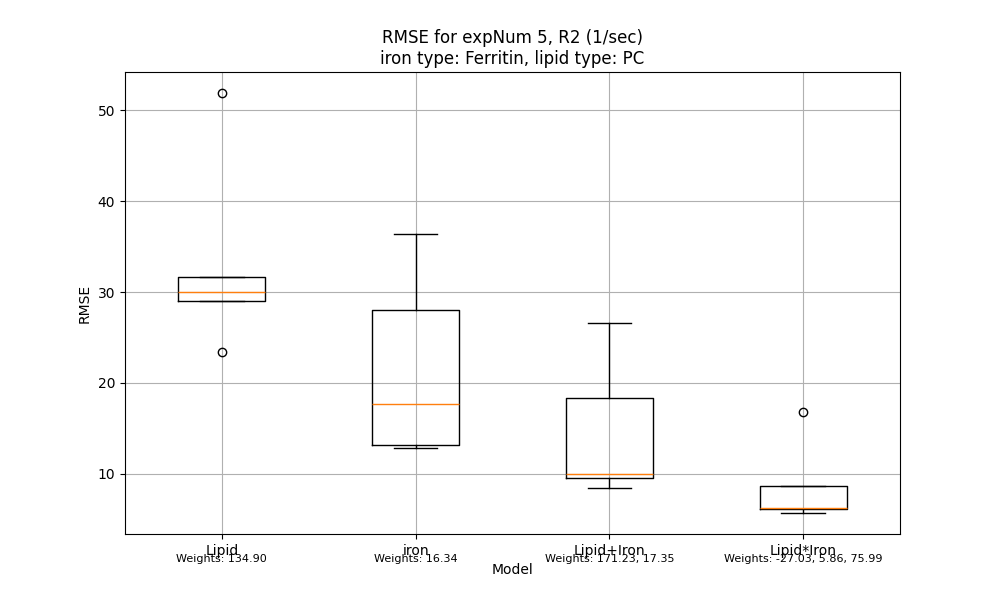 RMSE for expNum 5, R2 (1/sec)
iron type: Ferritin, lipid type: PC
50
40
30
20
10
RMSE
Lipid
iron
Lipid+Iron
Lipid*Iron
Weights: 134.90
Weights: 16.34
Weights: 171.23, 17.35
Weights: -27.03, 5.86, 75.99
Model